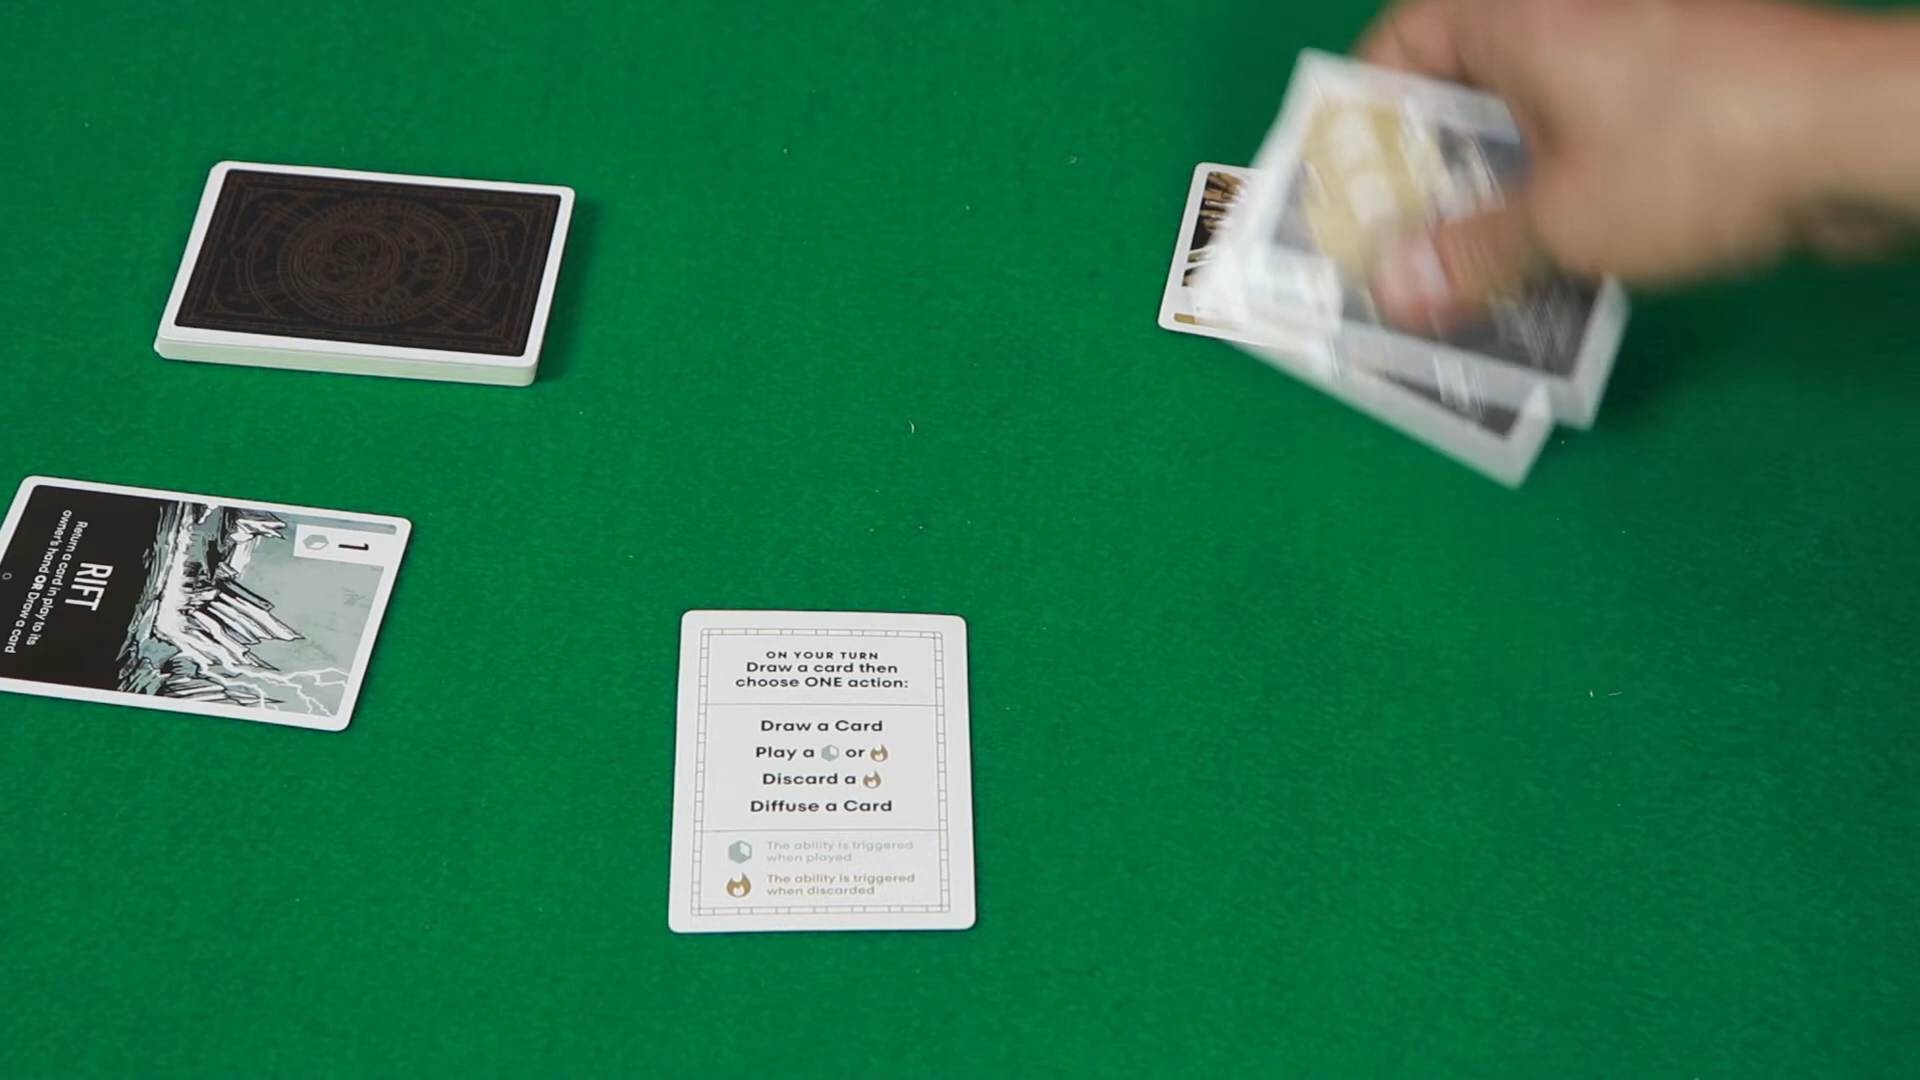 1
RIFT
Return a card in play to its
owner's hand OR Draw a card
ON YOUR TURN
Draw a card then
choose ONE action:
Draw a Card
Play a or
Discard a
Diffuse a Card
The ability is triggered
when played
The ability is triggered
when discarded